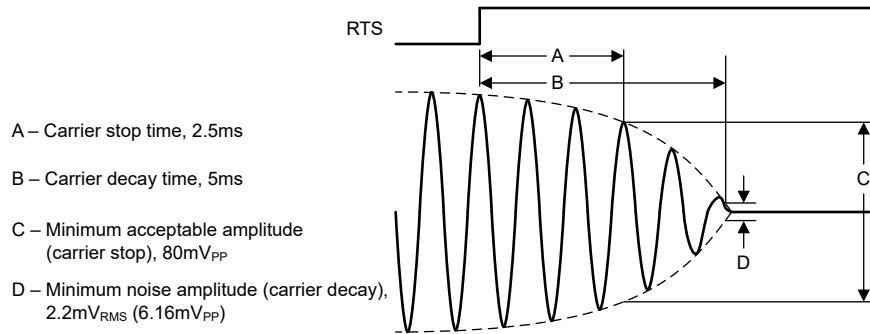 RTS
A
B
A – Carrier stop time, 2.5ms
B – Carrier decay time, 5ms
C
C – Minimum acceptable amplitude
(carrier stop), 80mVPP
D – Minimum noise amplitude (carrier decay),
2.2mVRMS (6.16mVPP)
D